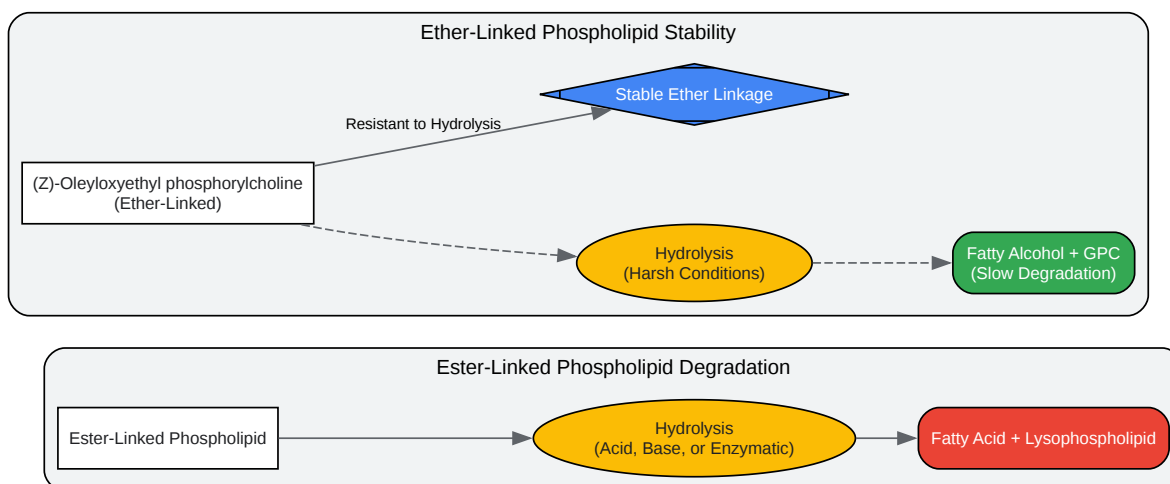 Ether-Linked Phospholipid Stability
Stable Ether Linkage
Resistant to Hydrolysis
(Z)-Oleyloxyethyl phosphorylcholine
(Ether-Linked)
Hydrolysis
(Harsh Conditions)
Fatty Alcohol + GPC
(Slow Degradation)
Ester-Linked Phospholipid Degradation
Ester-Linked Phospholipid
Hydrolysis
(Acid, Base, or Enzymatic)
Fatty Acid + Lysophospholipid